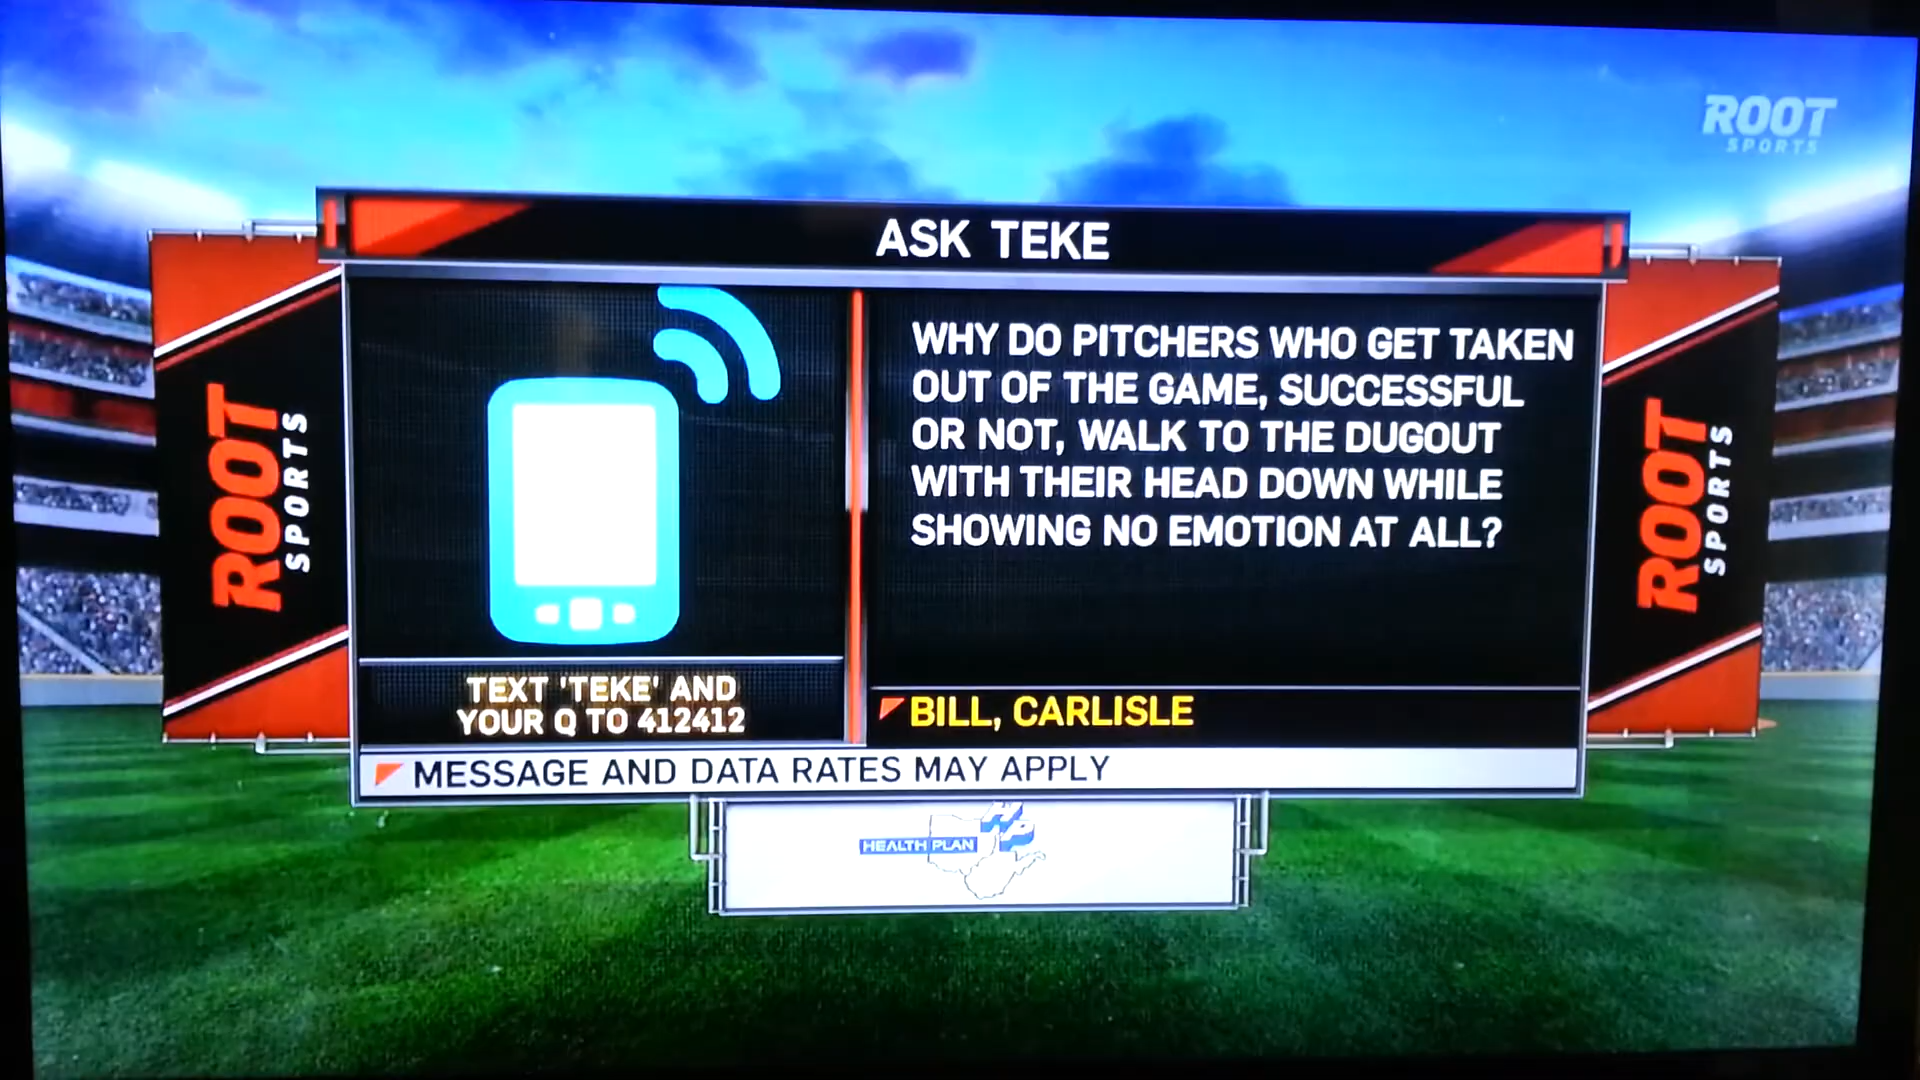 ROOT
SPORTS
ASK TEKE
WHY DO PITCHERS WHO GET TAKEN
OUT OF THE GAME, SUCCESSFUL
OR NOT, WALK TO THE DUGOUT
WITH THEIR HEAD DOWN WHILE
SHOWING NO EMOTION AT ALL?
ROOT
SPORTS
ROOT
SPORTS
TEXT 'TEKE' AND
YOUR Q TO 412412
BILL, CARLISLE
MESSAGE AND DATA RATES MAY APPLY
HP
HEALTH PLAN